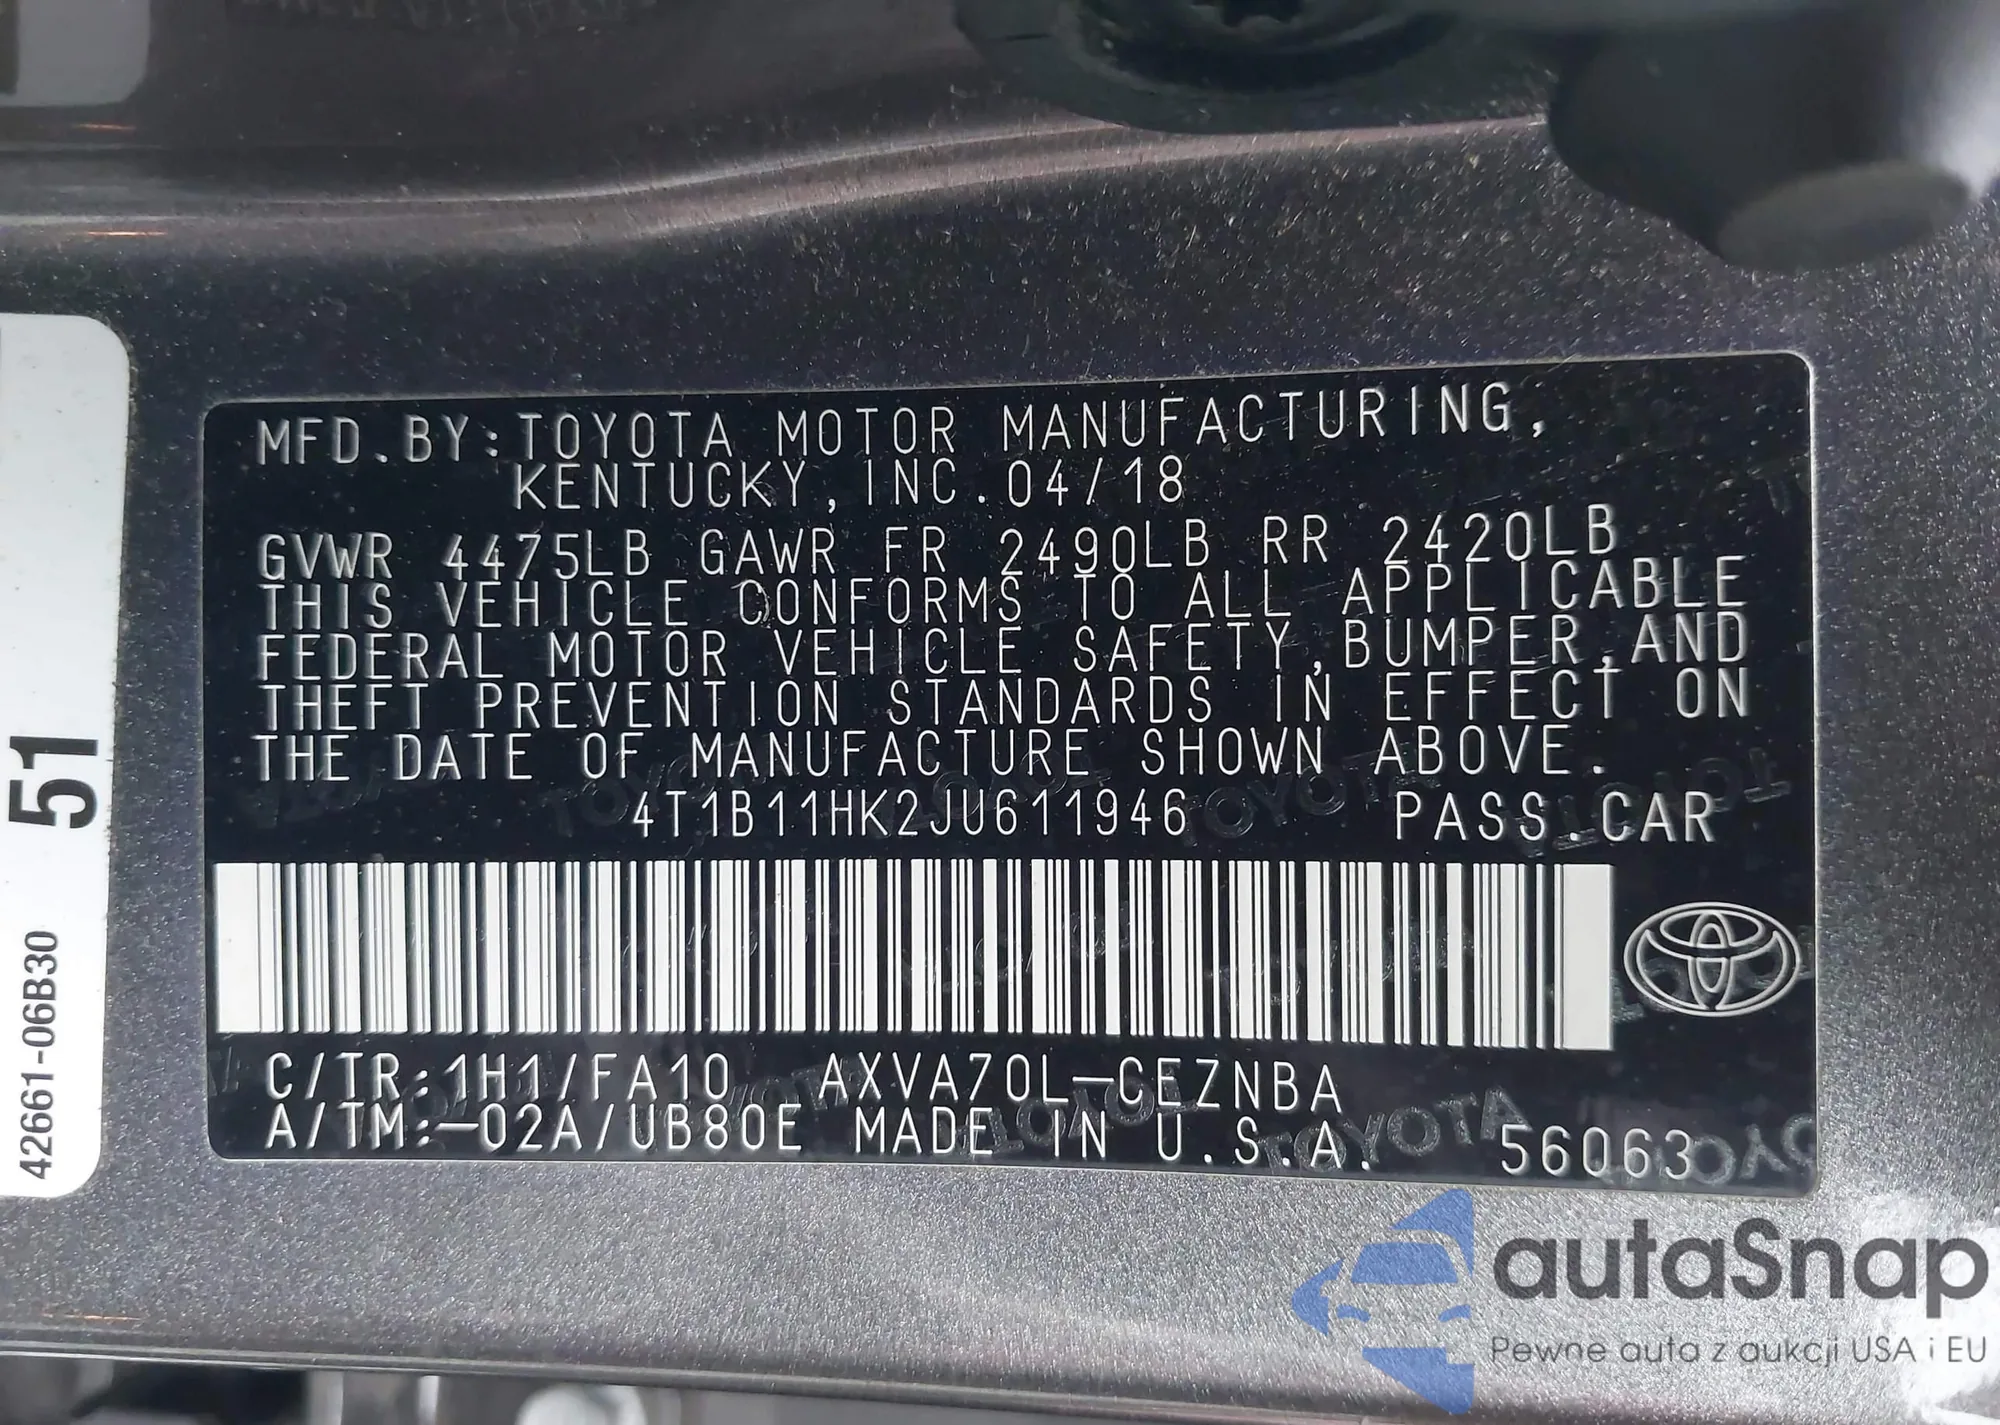 MFD.BY:TOYOTA MOTOR MANUFACTURING,
KENTUCKY,INC.04/18
GVWR 4475LB GAWR FR 2490LB RR 2420LB
THIS VEHICLE CONFORMS TO ALL APPLICABLE
FEDERAL MOTOR VEHICLE SAFETY,BUMPER,AND
THEFT PREVENTION STANDARDS IN EFFECT ON
THE DATE OF MANUFACTURE SHOWN ABOVE.
4T1B11HK2JU611946 PASS.CAR
C/TR:1H1/FA10 AXVA70L-CEZNBA
A/TM:-02A/UB80E MADE IN U.S.A. 56063
51
42661-06B30
autaSnap
Pewne auta z aukcji USA i EU